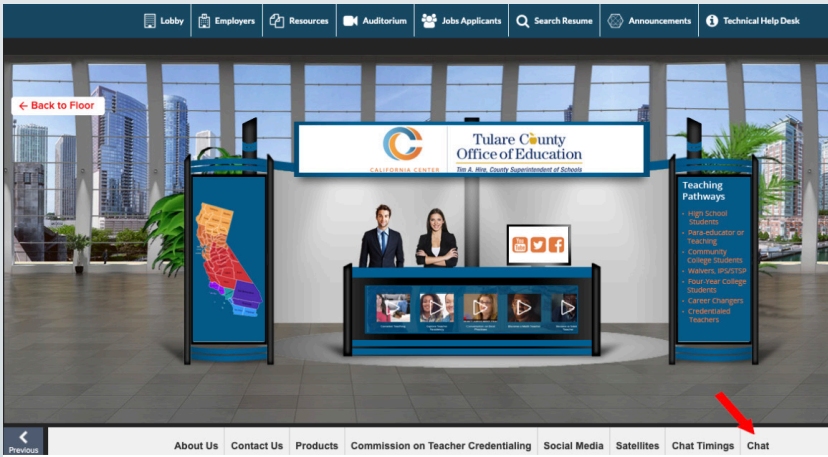 Lobby
Employers
Resources
Auditorium
Jobs Applicants
Search Resume
Announcements
Technical Help Desk
← Back to Floor
CALIFORNIA CENTER
Tulare County
Office of Education
Tim A. Hire, County Superintendent of Schools
Teaching
Pathways
- High School
Students
- Para-educator or
Teaching
- Community
College Students
- Waivers, IPS/STSP
- Four-Year College
Students
- Career Changers
- Credentialed
Teachers
You
Tube
Previous
About Us
Contact Us
Products
Commission on Teacher Credentialing
Social Media
Satellites
Chat Timings
Chat